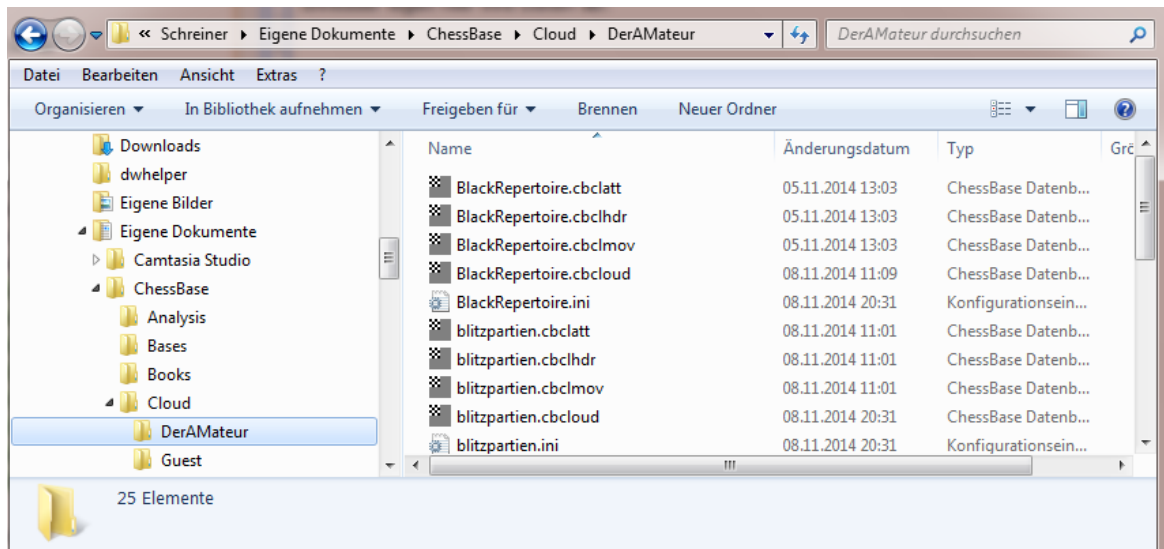 « Schreiner ▸ Eigene Dokumente ▸ ChessBase ▸ Cloud ▸ DerAMateur DerAMateur durchsuchen
Datei Bearbeiten Ansicht Extras ?
Organisieren In Bibliothek aufnehmen Freigeben für Brennen Neuer Ordner
Downloads
dwhelper
Eigene Bilder
Eigene Dokumente
Camtasia Studio
ChessBase
Analysis
Bases
Books
Cloud
DerAMateur
Guest
Name Änderungsdatum Typ Grö
BlackRepertoire.cbclatt 05.11.2014 13:03 ChessBase Datenb...
BlackRepertoire.cbclhdr 05.11.2014 13:03 ChessBase Datenb...
BlackRepertoire.cbclmov 05.11.2014 13:03 ChessBase Datenb...
BlackRepertoire.cbcloud 08.11.2014 11:09 ChessBase Datenb...
BlackRepertoire.ini 08.11.2014 20:31 Konfigurationsein...
blitzpartien.cbclatt 08.11.2014 11:01 ChessBase Datenb...
blitzpartien.cbclhdr 08.11.2014 11:01 ChessBase Datenb...
blitzpartien.cbclmov 08.11.2014 11:01 ChessBase Datenb...
blitzpartien.cbcloud 08.11.2014 20:31 ChessBase Datenb...
blitzpartien.ini 08.11.2014 20:31 Konfigurationsein...
25 Elemente